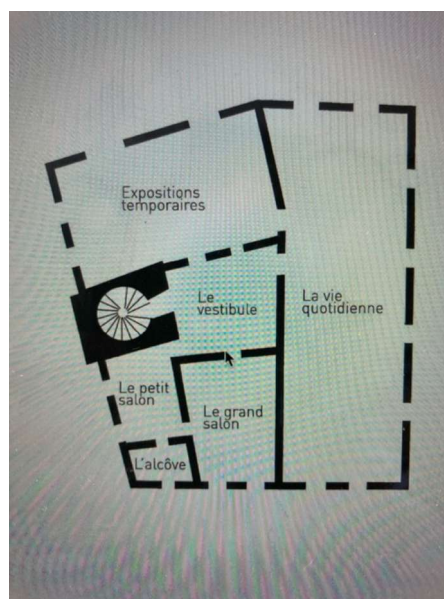 Expositions
temporaires
Le
vestibule
La vie
quotidienne
Le petit
salon
Le grand
salon
L'alcôve